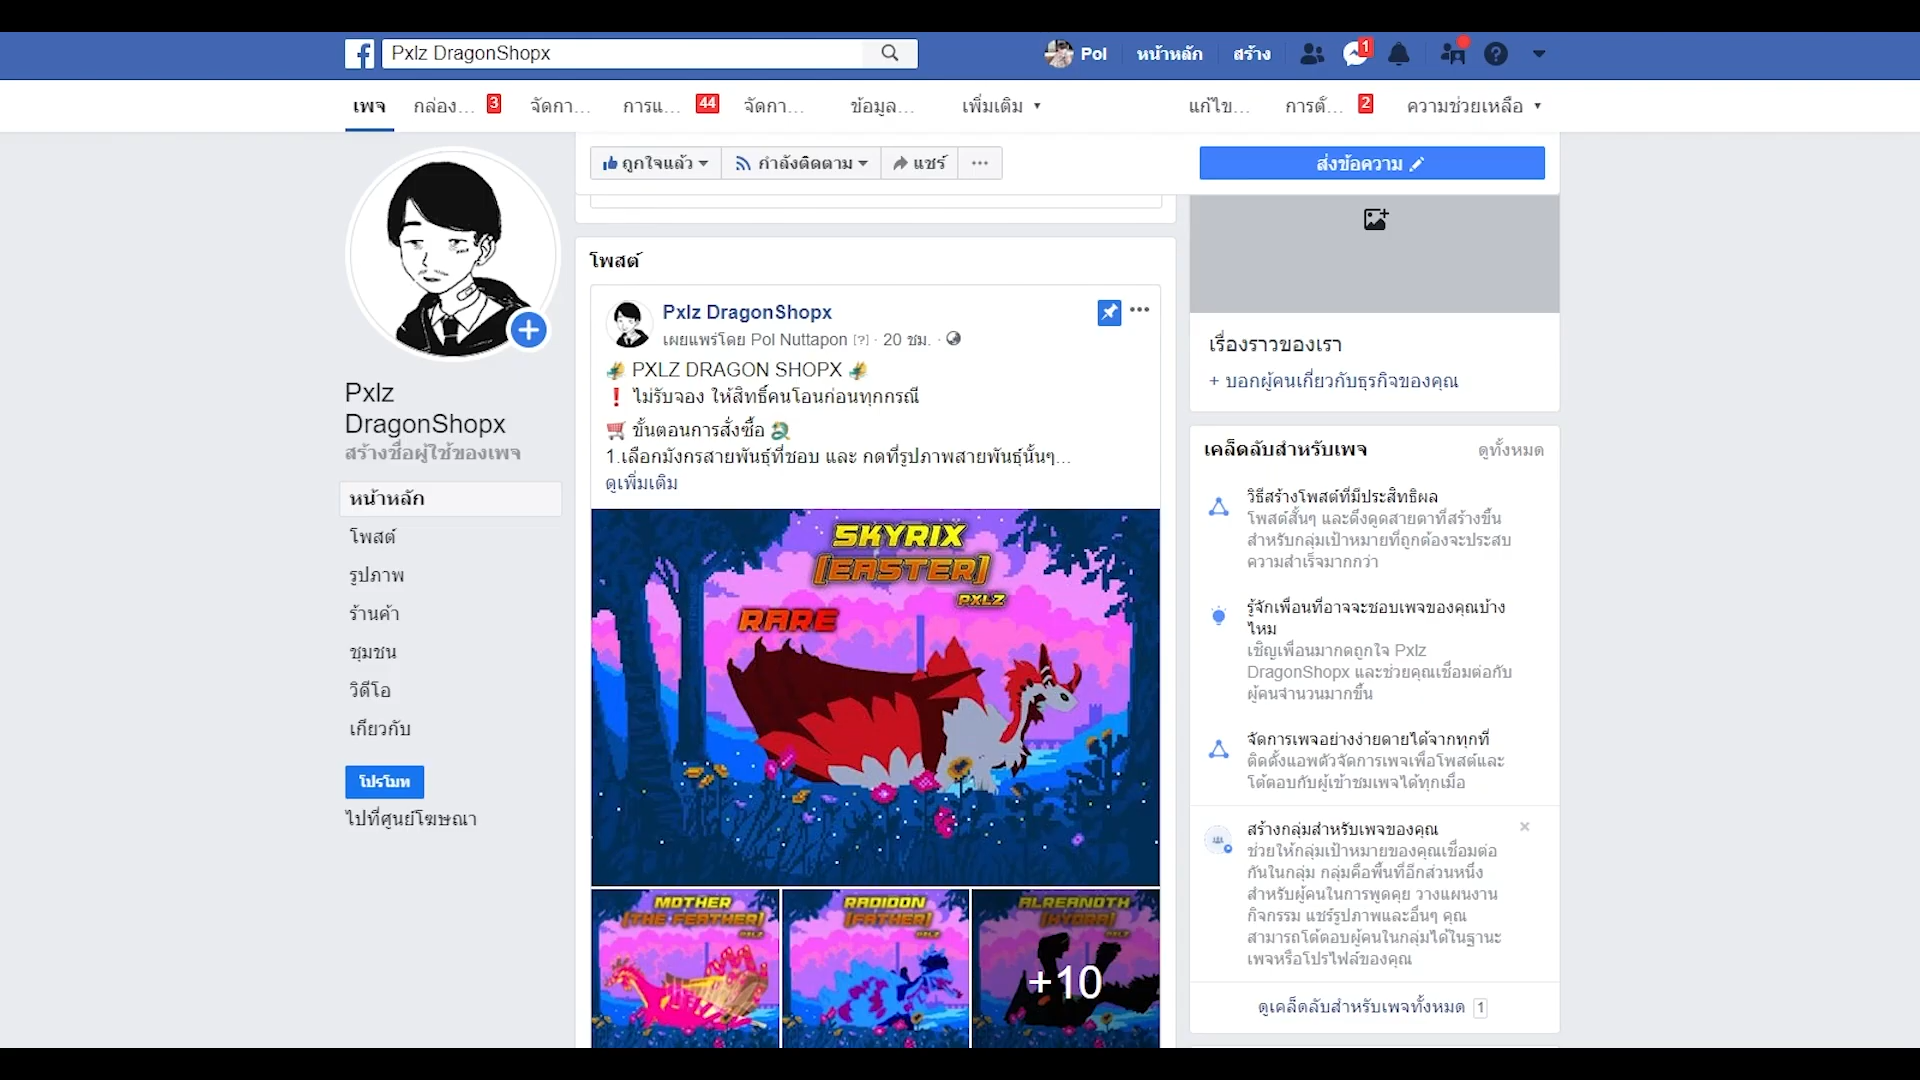 Pxlz DragonShopx
Pol
หน้าหลัก
สร้าง
1
เพจ
กล่อง...
3
จัดกา...
การแ...
44
จัดกา...
ข้อมูล...
เพิ่มเติม
แก้ไข...
การตั้...
2
ความช่วยเหลือ
ถูกใจแล้ว
กำลังติดตาม
แชร์
ส่งข้อความ
Pxlz
DragonShopx
สร้างชื่อผู้ใช้ของเพจ
หน้าหลัก
โพสต์
รูปภาพ
ร้านค้า
ชุมชน
วิดีโอ
เกี่ยวกับ
โปรโมท
ไปที่ศูนย์โฆษณา
โพสต์
Pxlz DragonShopx
เผยแพร่โดย Pol Nuttapon [?] · 20 ชม. ·
🐲 PXLZ DRAGON SHOPX 🐲
❗ ไม่รับจอง ให้สิทธิ์คนโอนก่อนทุกกรณี
🛒 ขั้นตอนการสั่งซื้อ 🐉
1.เลือกมังกรสายพันธุ์ที่ชอบ และ กดที่รูปภาพสายพันธุ์นั้นๆ...
ดูเพิ่มเติม
SKYRIX
[EASTER]
PXLZ
RARE
MOTHER
[THE FEATHER]
PXLZ
RADIDON
[FATHER]
PXLZ
ALREANOTH
[HYDRA]
PXLZ
+10
เรื่องราวของเรา
+ บอกผู้คนเกี่ยวกับธุรกิจของคุณ
เคล็ดลับสำหรับเพจ
ดูทั้งหมด
วิธีสร้างโพสต์ที่มีประสิทธิผล
โพสต์สั้นๆ และดึงดูดสายตาที่สร้างขึ้น
สำหรับกลุ่มเป้าหมายที่ถูกต้องจะประสบ
ความสำเร็จมากกว่า
รู้จักเพื่อนที่อาจจะชอบเพจของคุณบ้าง
ไหม
เชิญเพื่อนมากดถูกใจ Pxlz
DragonShopx และช่วยคุณเชื่อมต่อกับ
ผู้คนจำนวนมากขึ้น
จัดการเพจอย่างง่ายดายได้จากทุกที่
ติดตั้งแอพตัวจัดการเพจเพื่อโพสต์และ
โต้ตอบกับผู้เข้าชมเพจได้ทุกเมื่อ
สร้างกลุ่มสำหรับเพจของคุณ
ช่วยให้กลุ่มเป้าหมายของคุณเชื่อมต่อ
กันในกลุ่ม กลุ่มคือพื้นที่อีกส่วนหนึ่ง
สำหรับผู้คนในการพูดคุย วางแผนงาน
กิจกรรม แชร์รูปภาพและอื่นๆ คุณ
สามารถโต้ตอบผู้คนในกลุ่มได้ในฐานะ
เพจหรือโปรไฟล์ของคุณ
ดูเคล็ดลับสำหรับเพจทั้งหมด 1